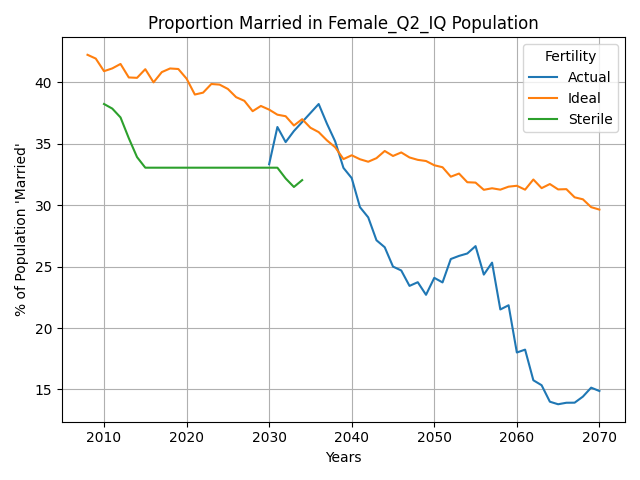 Proportion Married in Female_Q2_IQ Population
Fertility
Actual
Ideal
Sterile
% of Population 'Married'
40
35
30
25
20
15
2010
2020
2030
2040
2050
2060
2070
Years